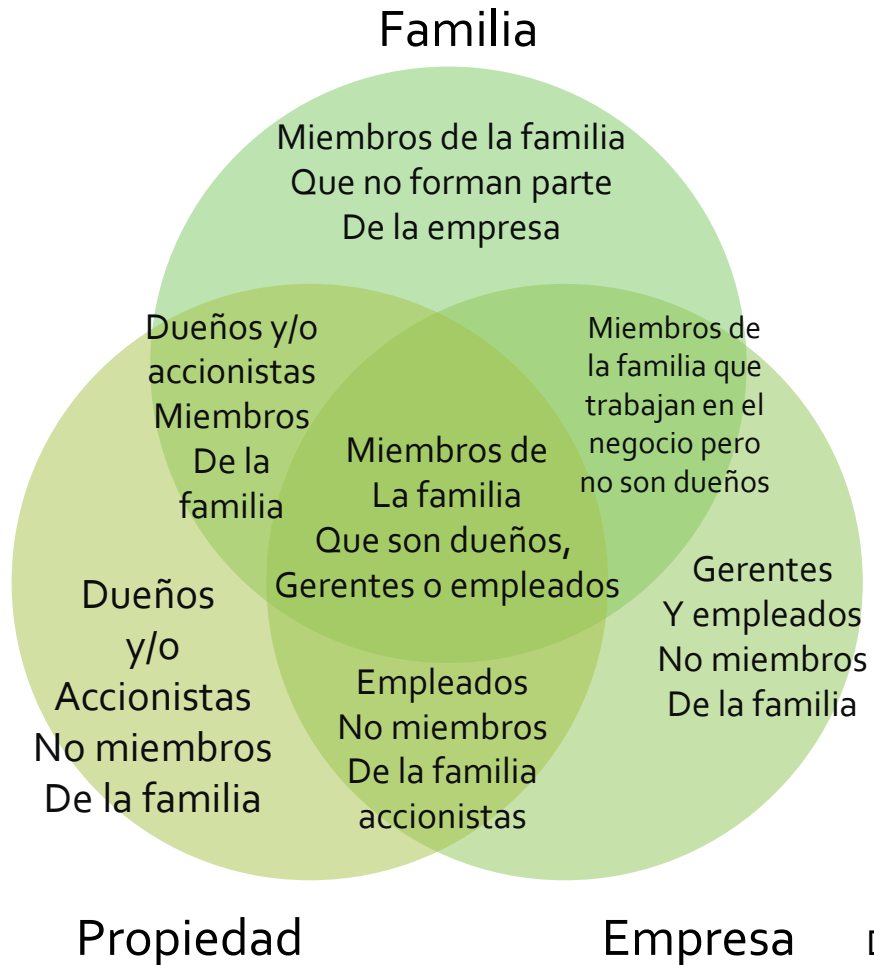 Familia
Miembros de la familia
Que no forman parte
De la empresa
Dueños y/o
accionistas
Miembros
De la
familia
Miembros de
la familia que
trabajan en el
negocio pero
no son dueños
Miembros de
La familia
Que son dueños,
Gerentes o empleados
Dueños
y/o
Accionistas
No miembros
De la familia
Empleados
No miembros
De la familia
accionistas
Gerentes
Y empleados
No miembros
De la familia
Propiedad
Empresa